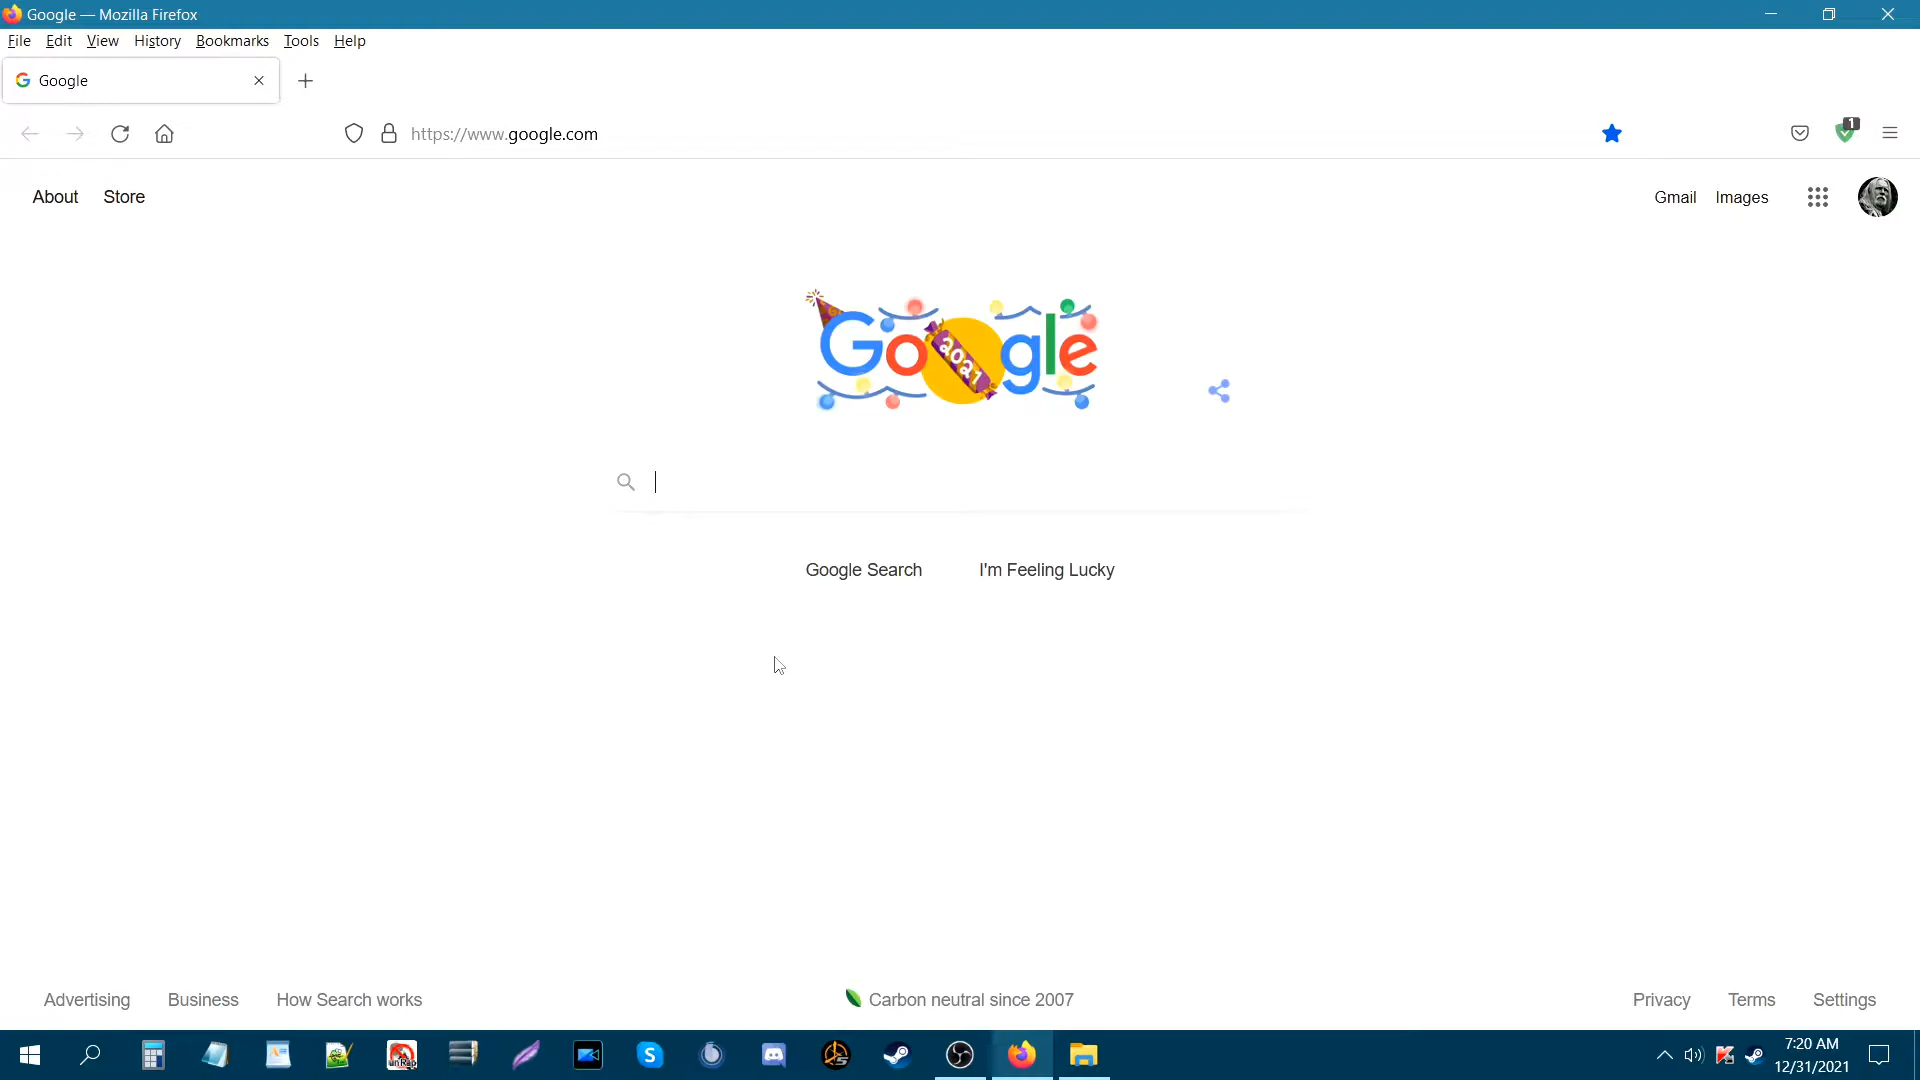 Google — Mozilla Firefox
File Edit View History Bookmarks Tools Help
Google
https://www.google.com
1
About Store
Gmail Images
Google
2021
Google Search I'm Feeling Lucky
Advertising Business How Search works
Carbon neutral since 2007
Privacy Terms Settings
7:20 AM
12/31/2021